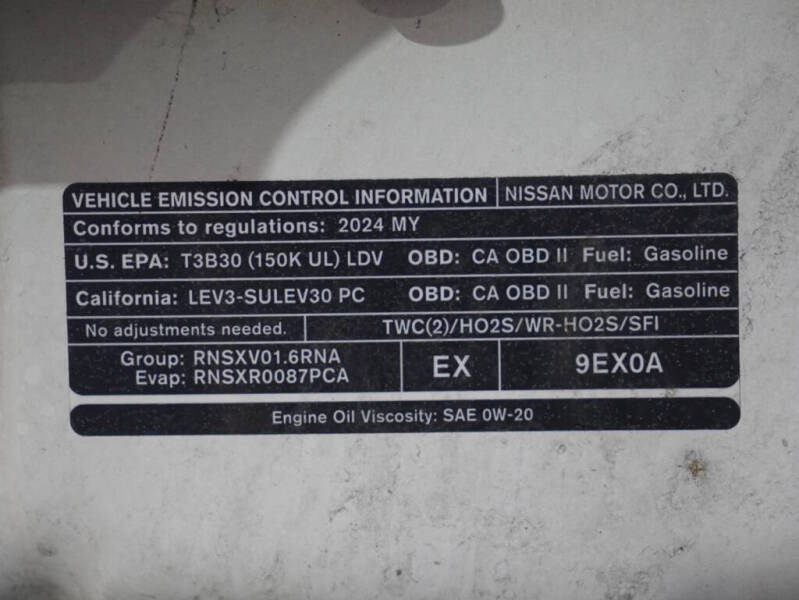 VEHICLE EMISSION CONTROL INFORMATION NISSAN MOTOR CO., LTD.
Conforms to regulations: 2024 MY
U.S. EPA: T3B30 (150K UL) LDV OBD: CA OBD II Fuel: Gasoline
California: LEV3-SULEV30 PC OBD: CA OBD II Fuel: Gasoline
No adjustments needed. TWC(2)/HO2S/WR-HO2S/SFI
Group: RNSXV01.6RNA
Evap: RNSXR0087PCA
EX
9EX0A
Engine Oil Viscosity: SAE 0W-20